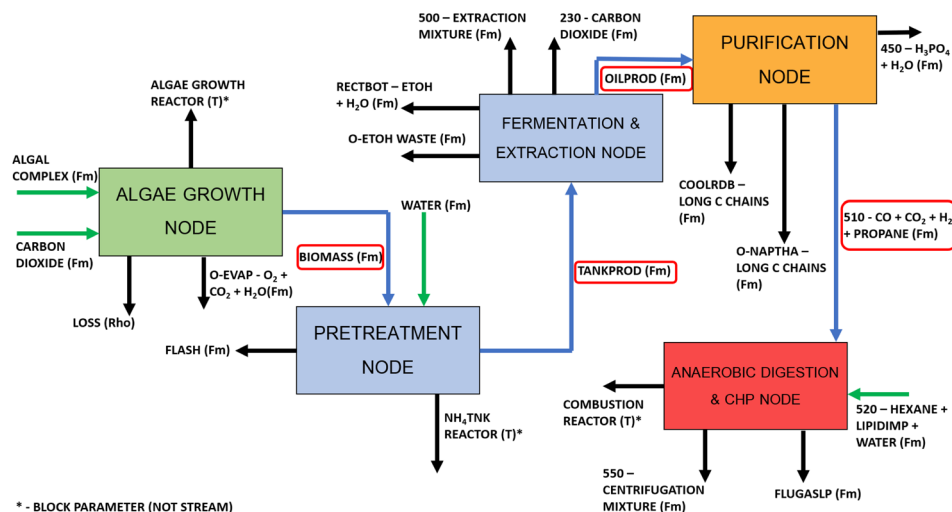 500 – EXTRACTION
MIXTURE (Fm)
230 - CARBON
DIOXIDE (Fm)
PURIFICATION
NODE
450 – H₃PO₄
+ H₂O (Fm)
OILPROD (Fm)
ALGAE GROWTH
REACTOR (T)*
RECTBOT – ETOH
+ H₂O (Fm)
O-ETOH WASTE (Fm)
FERMENTATION &
EXTRACTION NODE
ALGAL
COMPLEX (Fm)
ALGAE GROWTH
NODE
CARBON
DIOXIDE (Fm)
WATER (Fm)
COOLRDB –
LONG C CHAINS
(Fm)
O-NAPTHA –
LONG C CHAINS
(Fm)
510 - CO + CO₂ + H₂
+ PROPANE (Fm)
BIOMASS (Fm)
TANKPROD (Fm)
O-EVAP - O₂ +
CO₂ + H₂O(Fm)
LOSS (Rho)
PRETREATMENT
NODE
FLASH (Fm)
NH₄TNK
REACTOR (T)*
ANAEROBIC DIGESTION
& CHP NODE
COMBUSTION
REACTOR (T)*
520 – HEXANE +
LIPIDIMP +
WATER (Fm)
550 –
CENTRIFUGATION
MIXTURE (Fm)
FLUGASLP (Fm)
* - BLOCK PARAMETER (NOT STREAM)